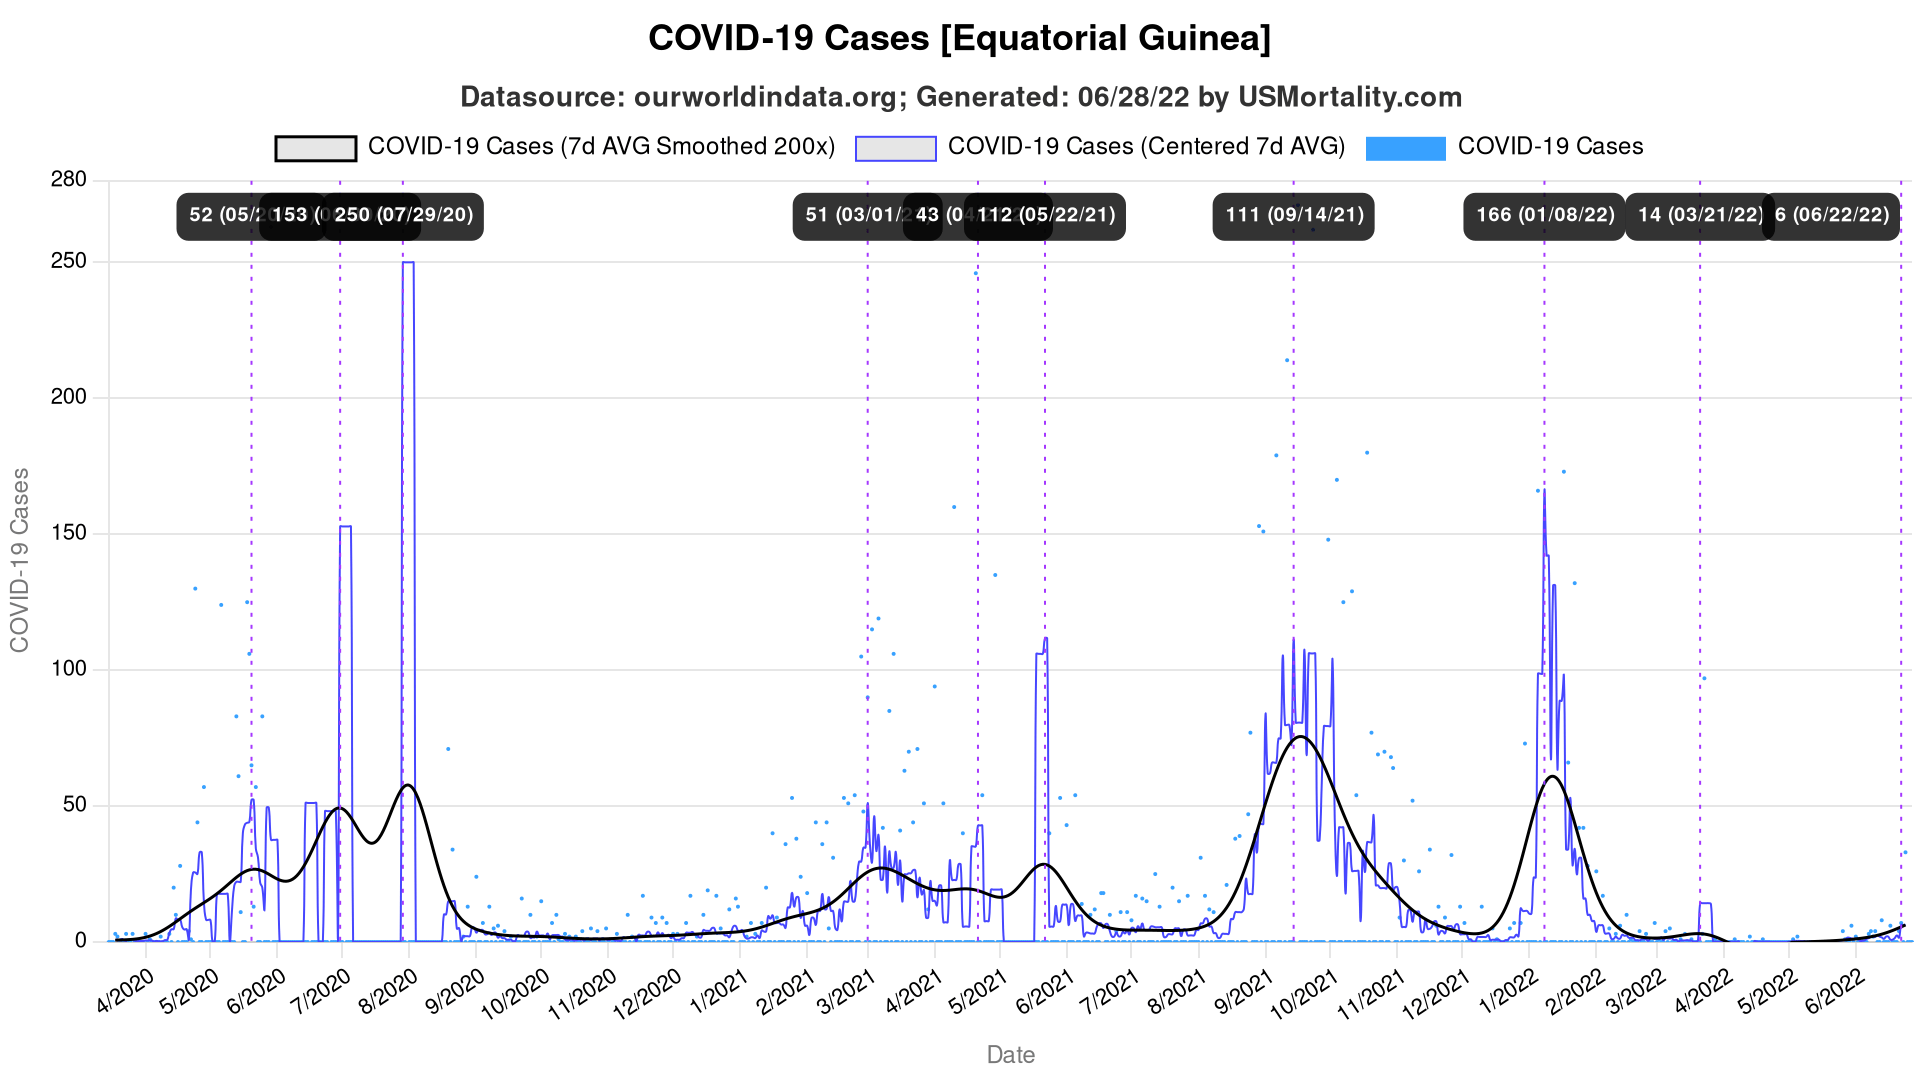 COVID-19 Cases [Equatorial Guinea]
Datasource: ourworldindata.org; Generated: 06/28/22 by USMortality.com
COVID-19 Cases (7d AVG Smoothed 200x) COVID-19 Cases (Centered 7d AVG) COVID-19 Cases
280
250
200
150
100
50
0
COVID-19 Cases
52 (05/ 153 ( 250 (07/29/20) 51 (03/01/ 43 (0 112 (05/22/21) 111 (09/14/21) 166 (01/08/22) 14 (03/21/22) 6 (06/22/22)
4/2020 5/2020 6/2020 7/2020 8/2020 9/2020 10/2020 11/2020 12/2020 1/2021 2/2021 3/2021 4/2021 5/2021 6/2021 7/2021 8/2021 9/2021 10/2021 11/2021 12/2021 1/2022 2/2022 3/2022 4/2022 5/2022 6/2022
Date